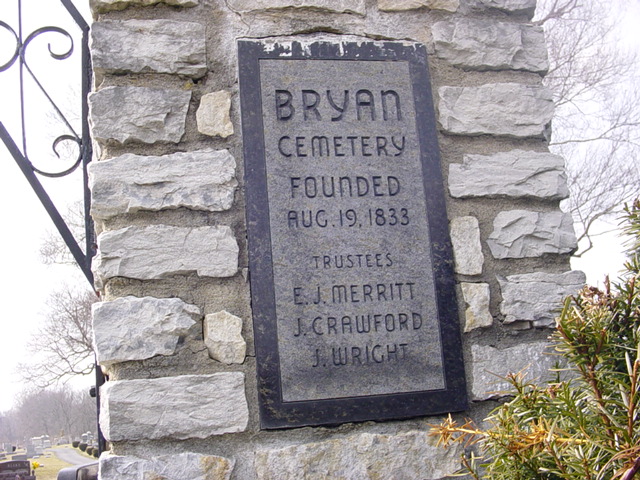 BRYAN
CEMETERY
FOUNDED
AUG. 19, 1833
TRUSTEES
E. J. MERRITT
J. CRAWFORD
J. WRIGHT